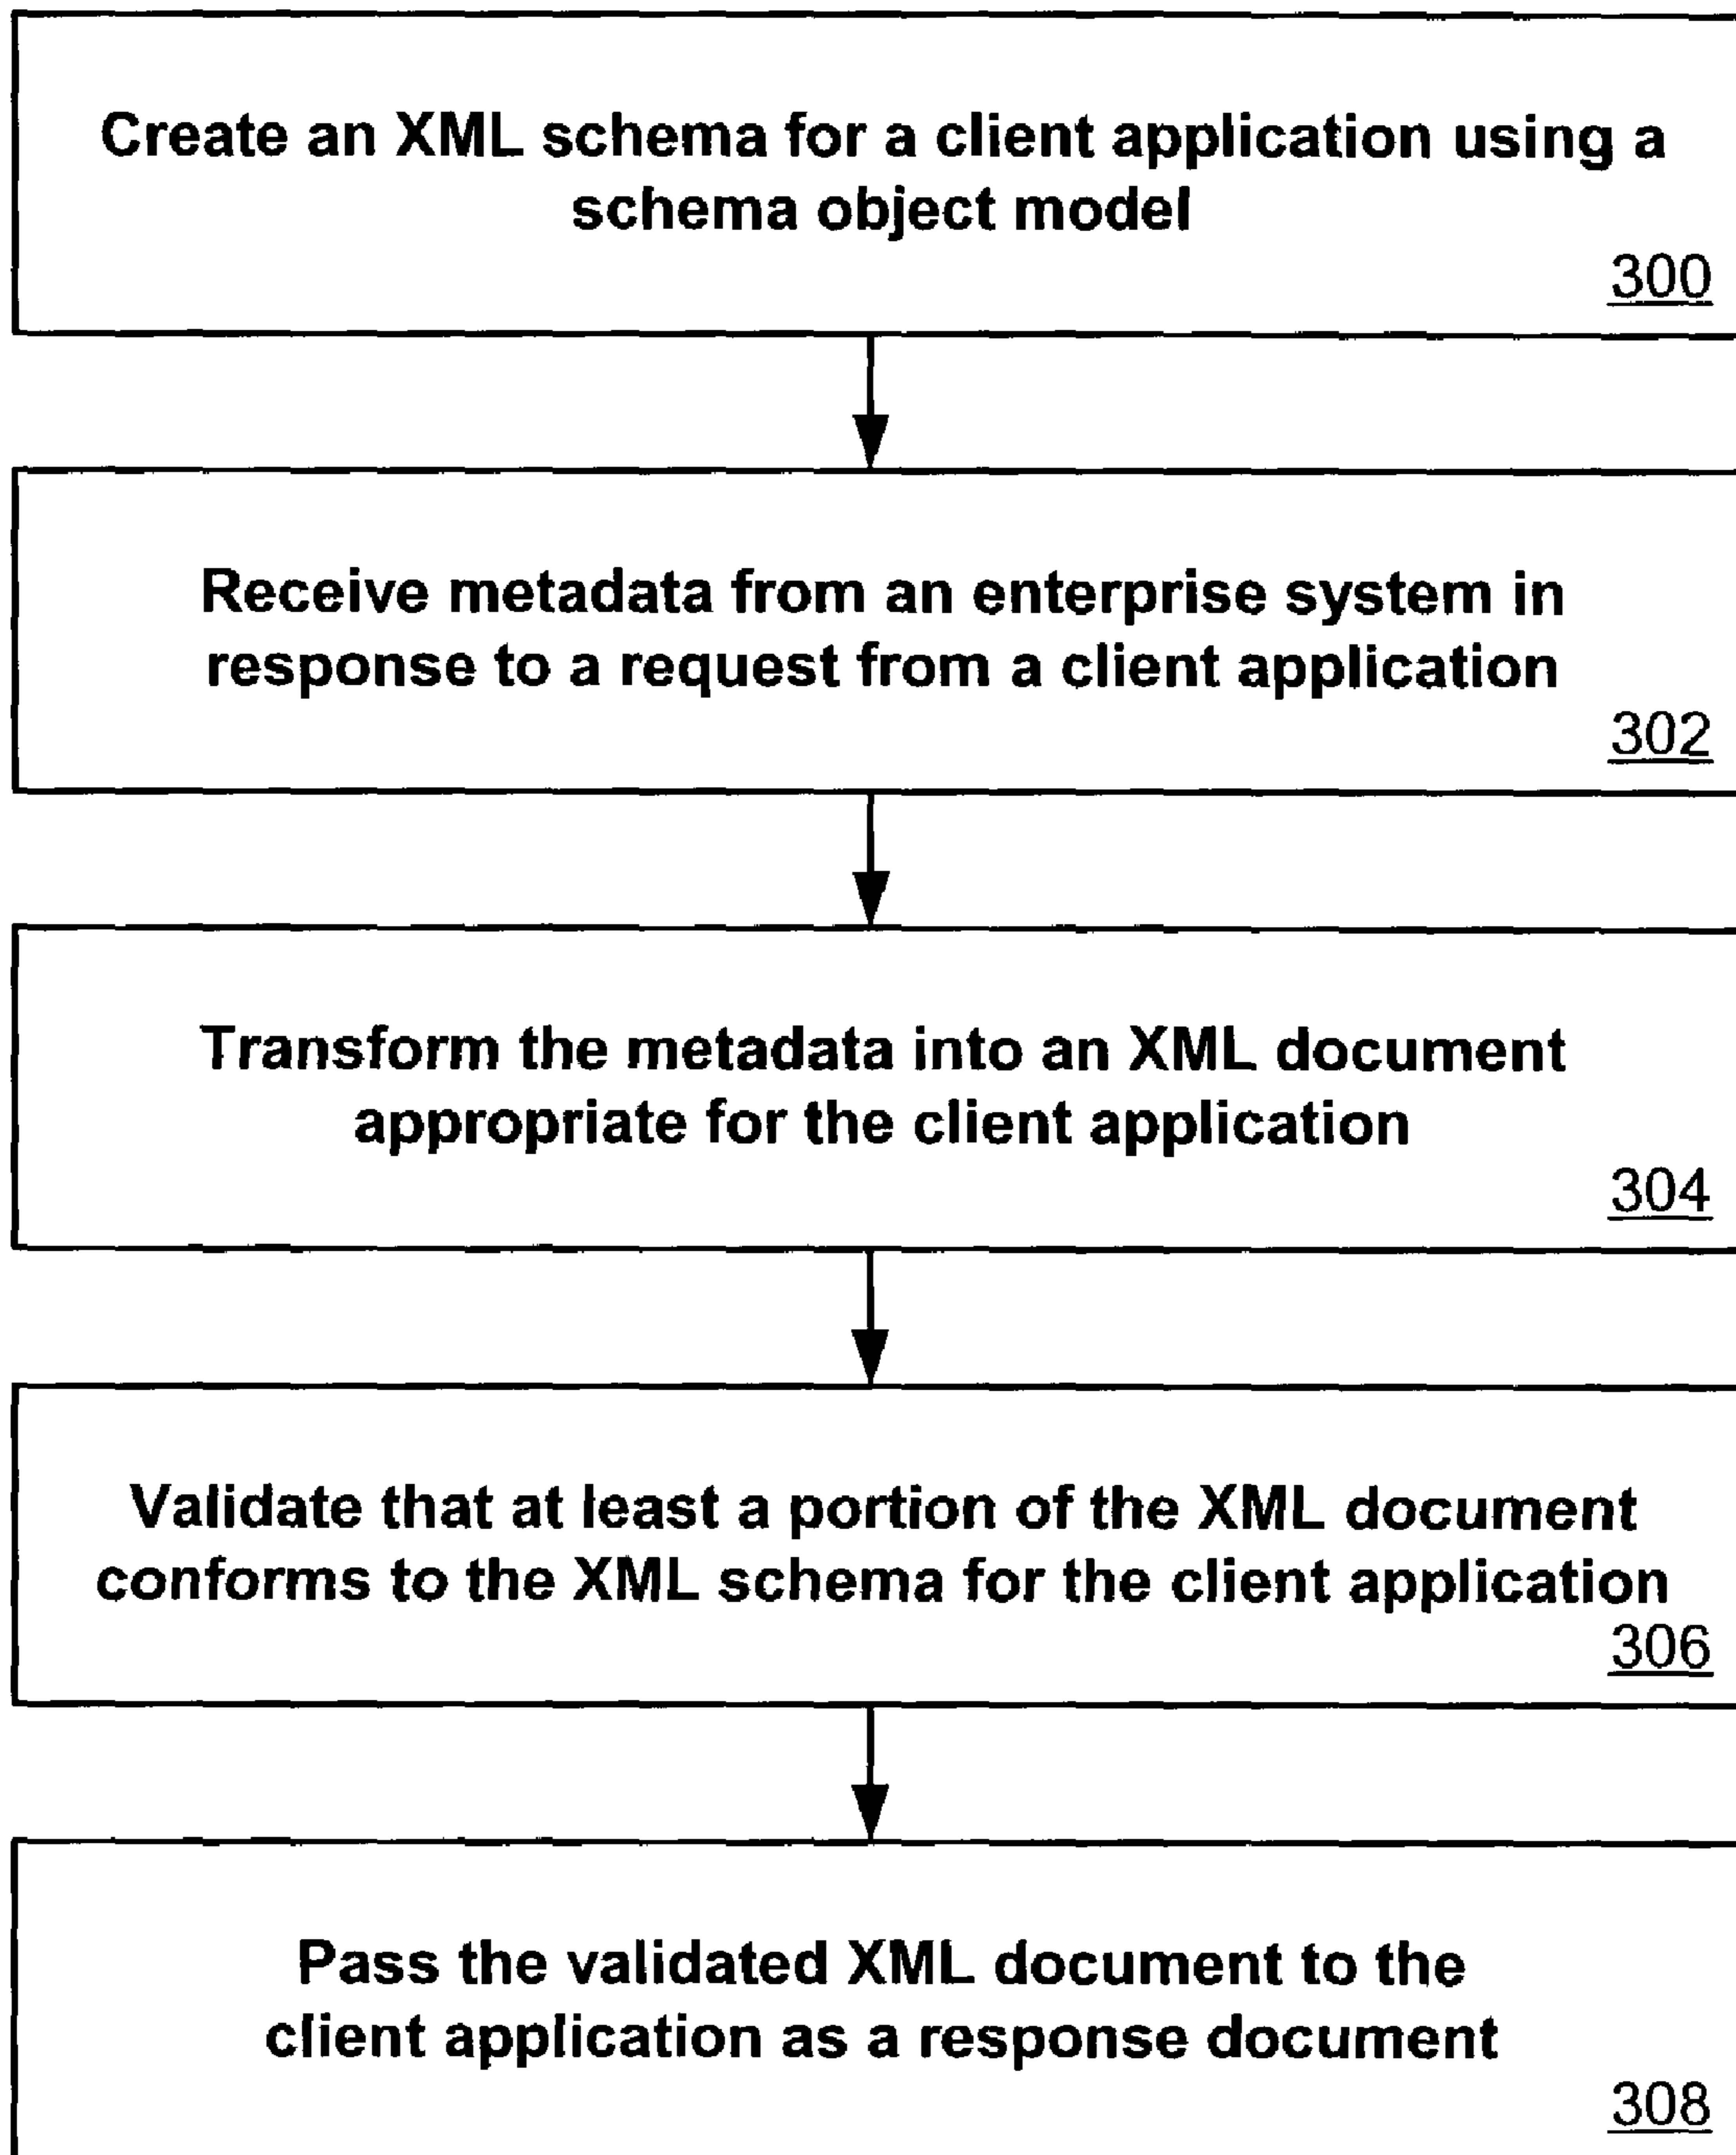 Create an XML schema for a client application using a
schema object model
300
Receive metadata from an enterprise system in
response to a request from a client application
302
Transform the metadata into an XML document
appropriate for the client application
304
Validate that at least a portion of the XML document
conforms to the XML schema for the client application
306
Pass the validated XML document to the
client application as a response document
308